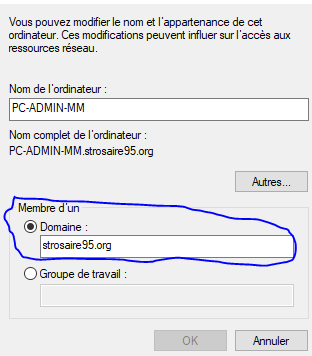 Vous pouvez modifier le nom et l'appartenance de cet
ordinateur. Ces modifications peuvent influer sur l'accès aux
ressources réseau.
Nom de l'ordinateur :
PC-ADMIN-MM
Nom complet de l'ordinateur :
PC-ADMIN-MM.strosaire95.org
Autres...
Membre d'un
Domaine :
strosaire95.org
Groupe de travail :
OK
Annuler